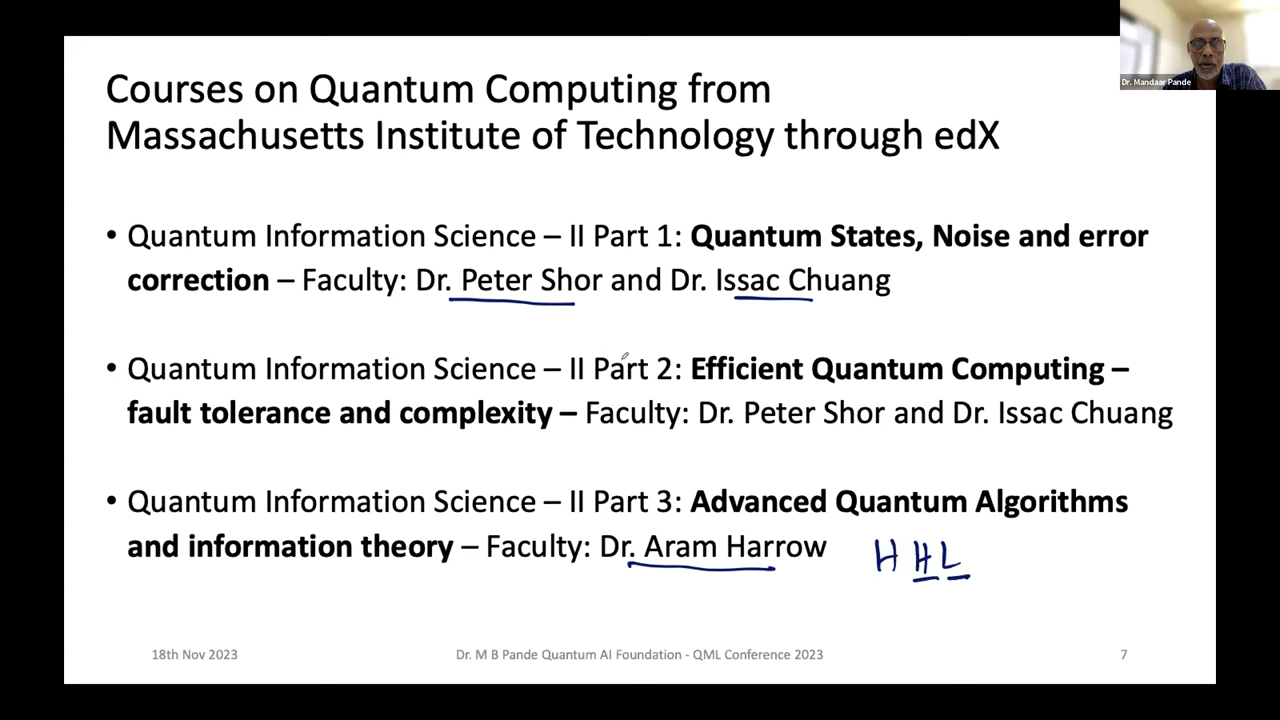 Dr. Mandaar Pande
Courses on Quantum Computing from
Massachusetts Institute of Technology through edX
• Quantum Information Science – II Part 1: Quantum States, Noise and error
correction – Faculty: Dr. Peter Shor and Dr. Issac Chuang
• Quantum Information Science – II Part 2: Efficient Quantum Computing –
fault tolerance and complexity – Faculty: Dr. Peter Shor and Dr. Issac Chuang
• Quantum Information Science – II Part 3: Advanced Quantum Algorithms
and information theory – Faculty: Dr. Aram Harrow
H H L
18th Nov 2023
Dr. M B Pande Quantum AI Foundation - QML Conference 2023
7